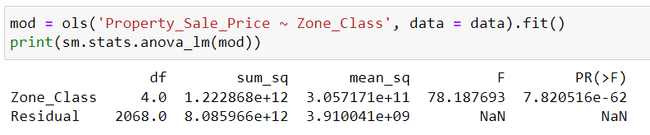 mod = ols('Property_Sale_Price ~ Zone_Class', data = data).fit()
print(sm.stats.anova_lm(mod))
df sum_sq mean_sq F PR(>F)
Zone_Class 4.0 1.222868e+12 3.057171e+11 78.187693 7.820516e-62
Residual 2068.0 8.085966e+12 3.910041e+09 NaN NaN